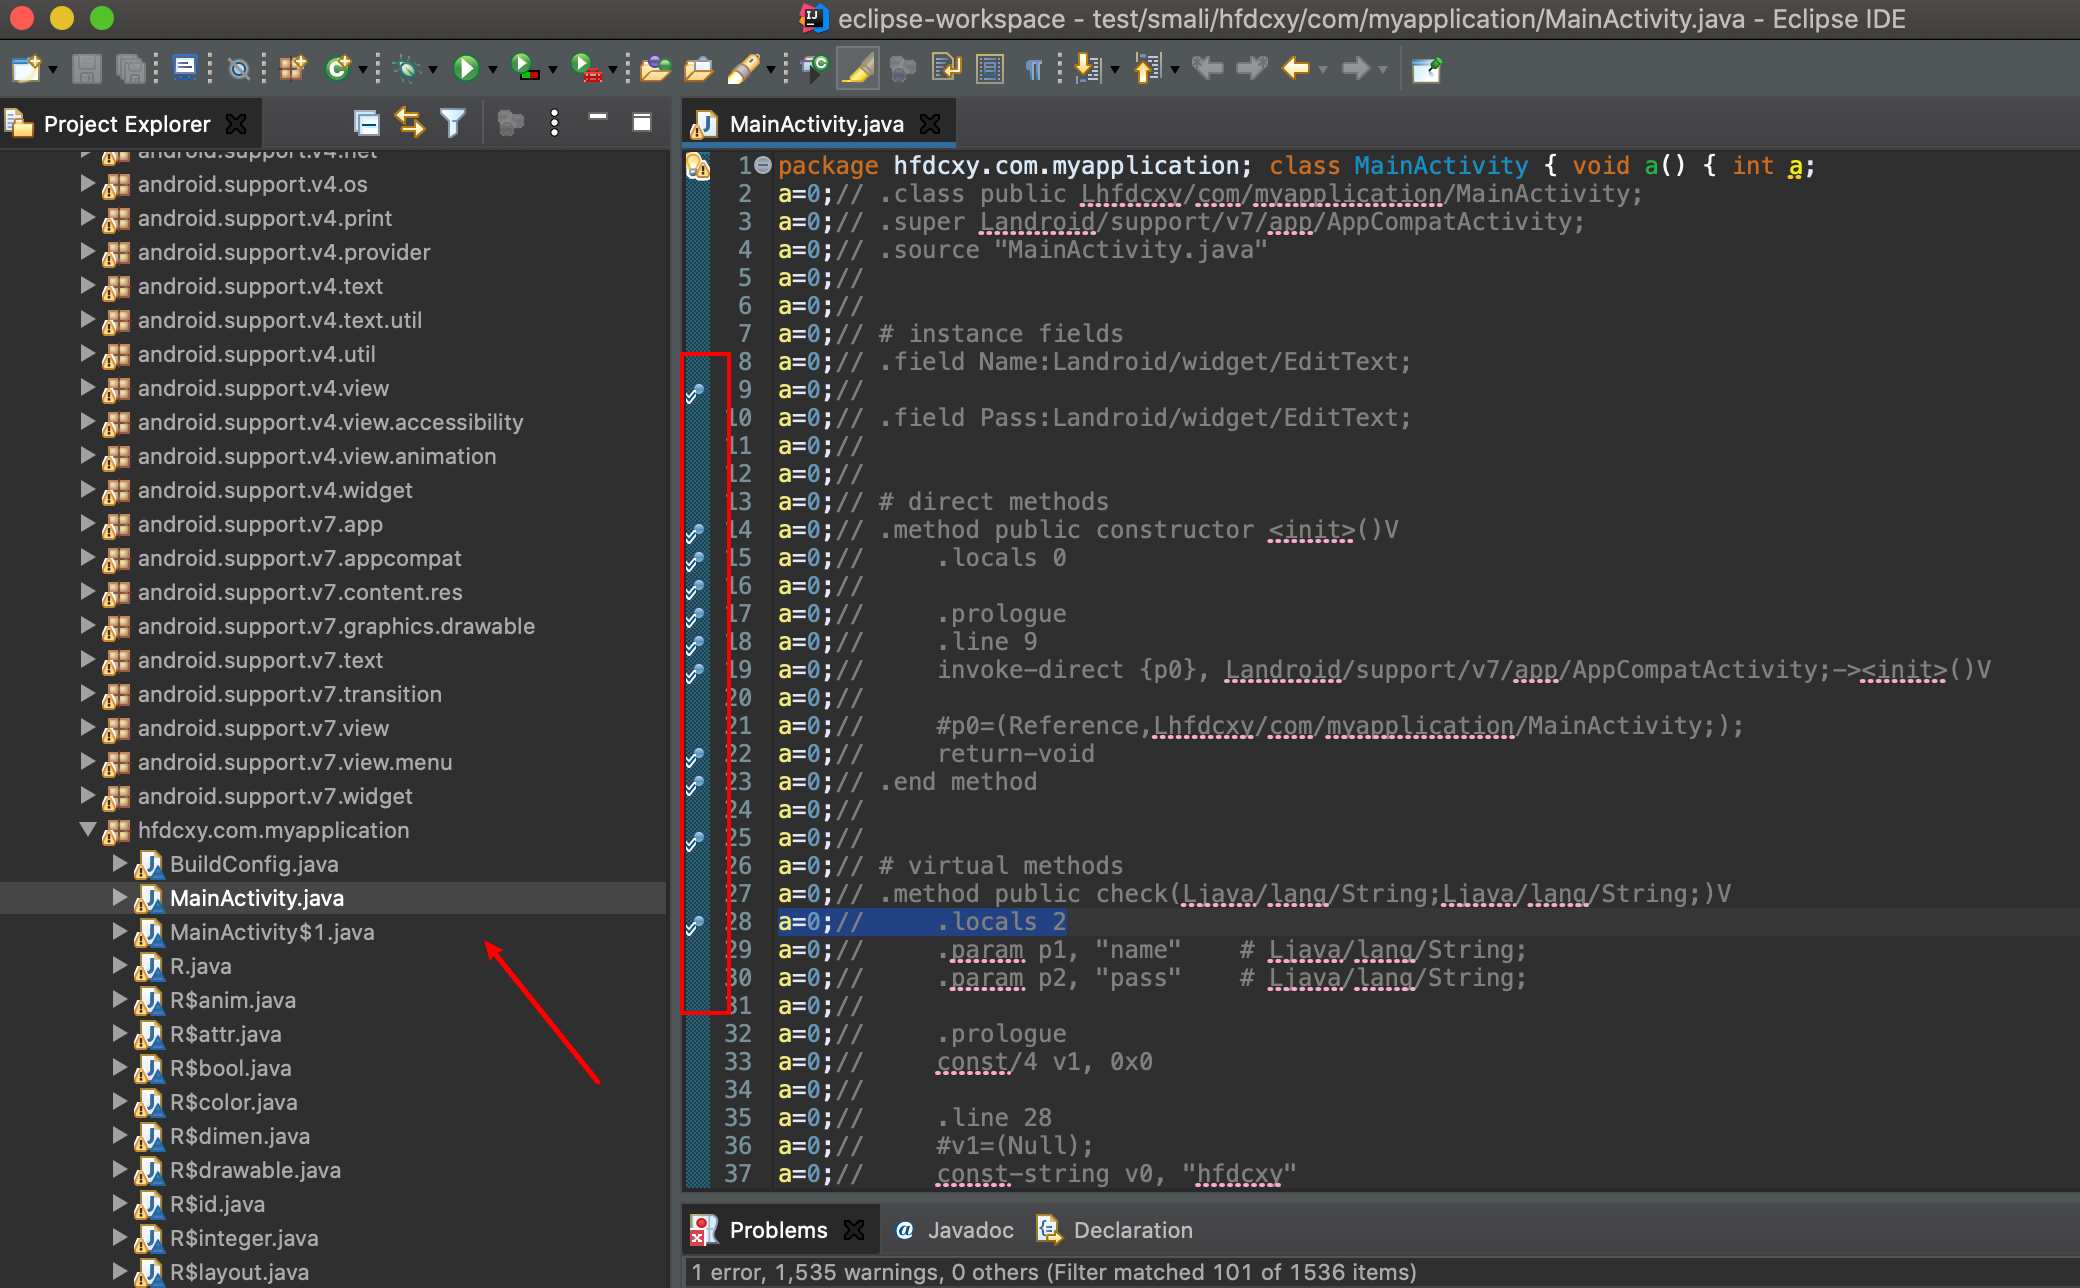 eclipse-workspace - test/smali/hfdcxy/com/myapplication/MainActivity.java - Eclipse IDE
Project Explorer
android.support.v4.net
android.support.v4.os
android.support.v4.print
android.support.v4.provider
android.support.v4.text
android.support.v4.text.util
android.support.v4.util
android.support.v4.view
android.support.v4.view.accessibility
android.support.v4.view.animation
android.support.v4.widget
android.support.v7.app
android.support.v7.appcompat
android.support.v7.content.res
android.support.v7.graphics.drawable
android.support.v7.text
android.support.v7.transition
android.support.v7.view
android.support.v7.view.menu
android.support.v7.widget
hfdcxy.com.myapplication
BuildConfig.java
MainActivity.java
MainActivity$1.java
R.java
R$anim.java
R$attr.java
R$bool.java
R$color.java
R$dimen.java
R$drawable.java
R$id.java
R$integer.java
R$layout.java
MainActivity.java
1 package hfdcxy.com.myapplication; class MainActivity { void a() { int a;
2 a=0;// .class public Lhfdcxy/com/myapplication/MainActivity;
3 a=0;// .super Landroid/support/v7/app/AppCompatActivity;
4 a=0;// .source "MainActivity.java"
5 a=0;//
6 a=0;//
7 a=0;// # instance fields
8 a=0;// .field Name:Landroid/widget/EditText;
9 a=0;//
10 a=0;// .field Pass:Landroid/widget/EditText;
11 a=0;//
12 a=0;//
13 a=0;// # direct methods
14 a=0;// .method public constructor <init>()V
15 a=0;//     .locals 0
16 a=0;//
17 a=0;//     .prologue
18 a=0;//     .line 9
19 a=0;//     invoke-direct {p0}, Landroid/support/v7/app/AppCompatActivity;-><init>()V
20 a=0;//
21 a=0;//     #p0=(Reference,Lhfdcxy/com/myapplication/MainActivity;);
22 a=0;//     return-void
23 a=0;// .end method
24 a=0;//
25 a=0;//
26 a=0;// # virtual methods
27 a=0;// .method public check(Ljava/lang/String;Ljava/lang/String;)V
28 a=0;//     .locals 2
29 a=0;//     .param p1, "name"    # Ljava/lang/String;
30 a=0;//     .param p2, "pass"    # Ljava/lang/String;
31 a=0;//
32 a=0;//     .prologue
33 a=0;//     const/4 v1, 0x0
34 a=0;//
35 a=0;//     .line 28
36 a=0;//     #v1=(Null);
37 a=0;//     const-string v0, "hfdcxy"
Problems
@ Javadoc
Declaration
1 error, 1,535 warnings, 0 others (Filter matched 101 of 1536 items)